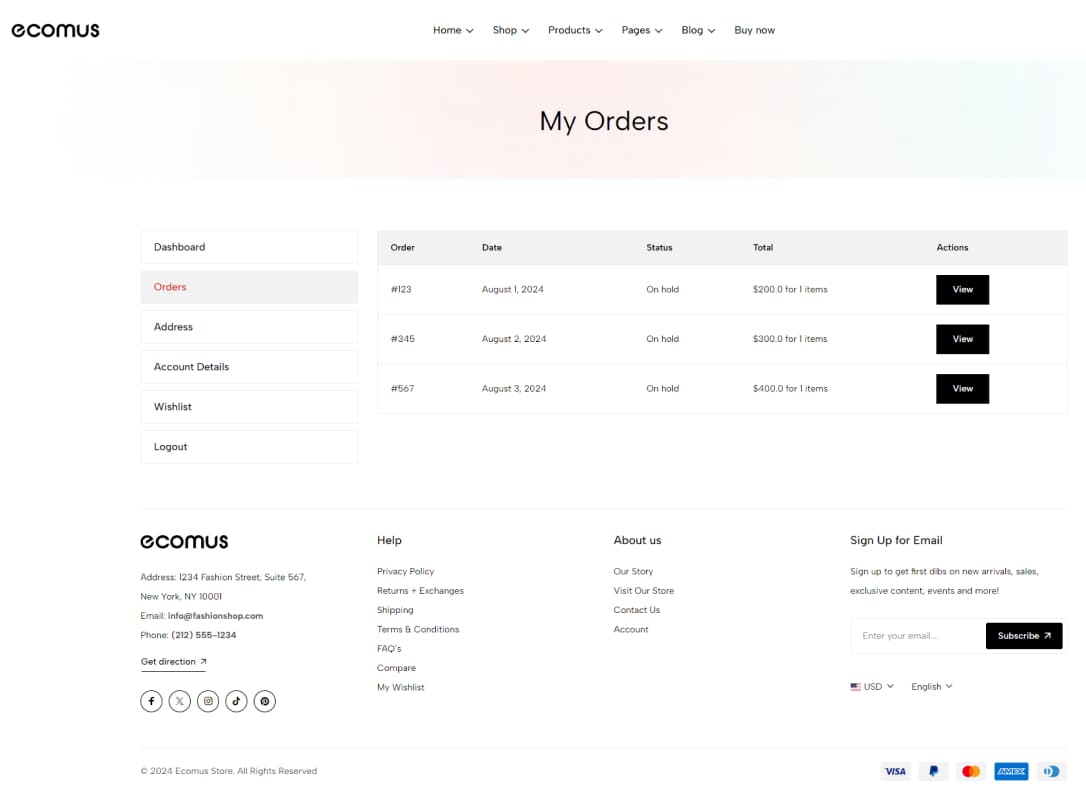 ecomus
Home Shop Products Pages Blog Buy now
My Orders
Dashboard
Orders
Address
Account Details
Wishlist
Logout
Order Date Status Total Actions
#123 August 1, 2024 On hold $200.0 for 1 items View
#345 August 2, 2024 On hold $300.0 for 1 items View
#567 August 3, 2024 On hold $400.0 for 1 items View
ecomus
Address: 1234 Fashion Street, Suite 567,
New York, NY 10001
Email: info@fashionshop.com
Phone: (212) 555-1234
Get direction
Help
Privacy Policy
Returns + Exchanges
Shipping
Terms & Conditions
FAQ's
Compare
My Wishlist
About us
Our Story
Visit Our Store
Contact Us
Account
Sign Up for Email
Sign up to get first dibs on new arrivals, sales,
exclusive content, events and more!
Enter your email.... Subscribe
USD English
© 2024 Ecomus Store. All Rights Reserved
VISA AMEX